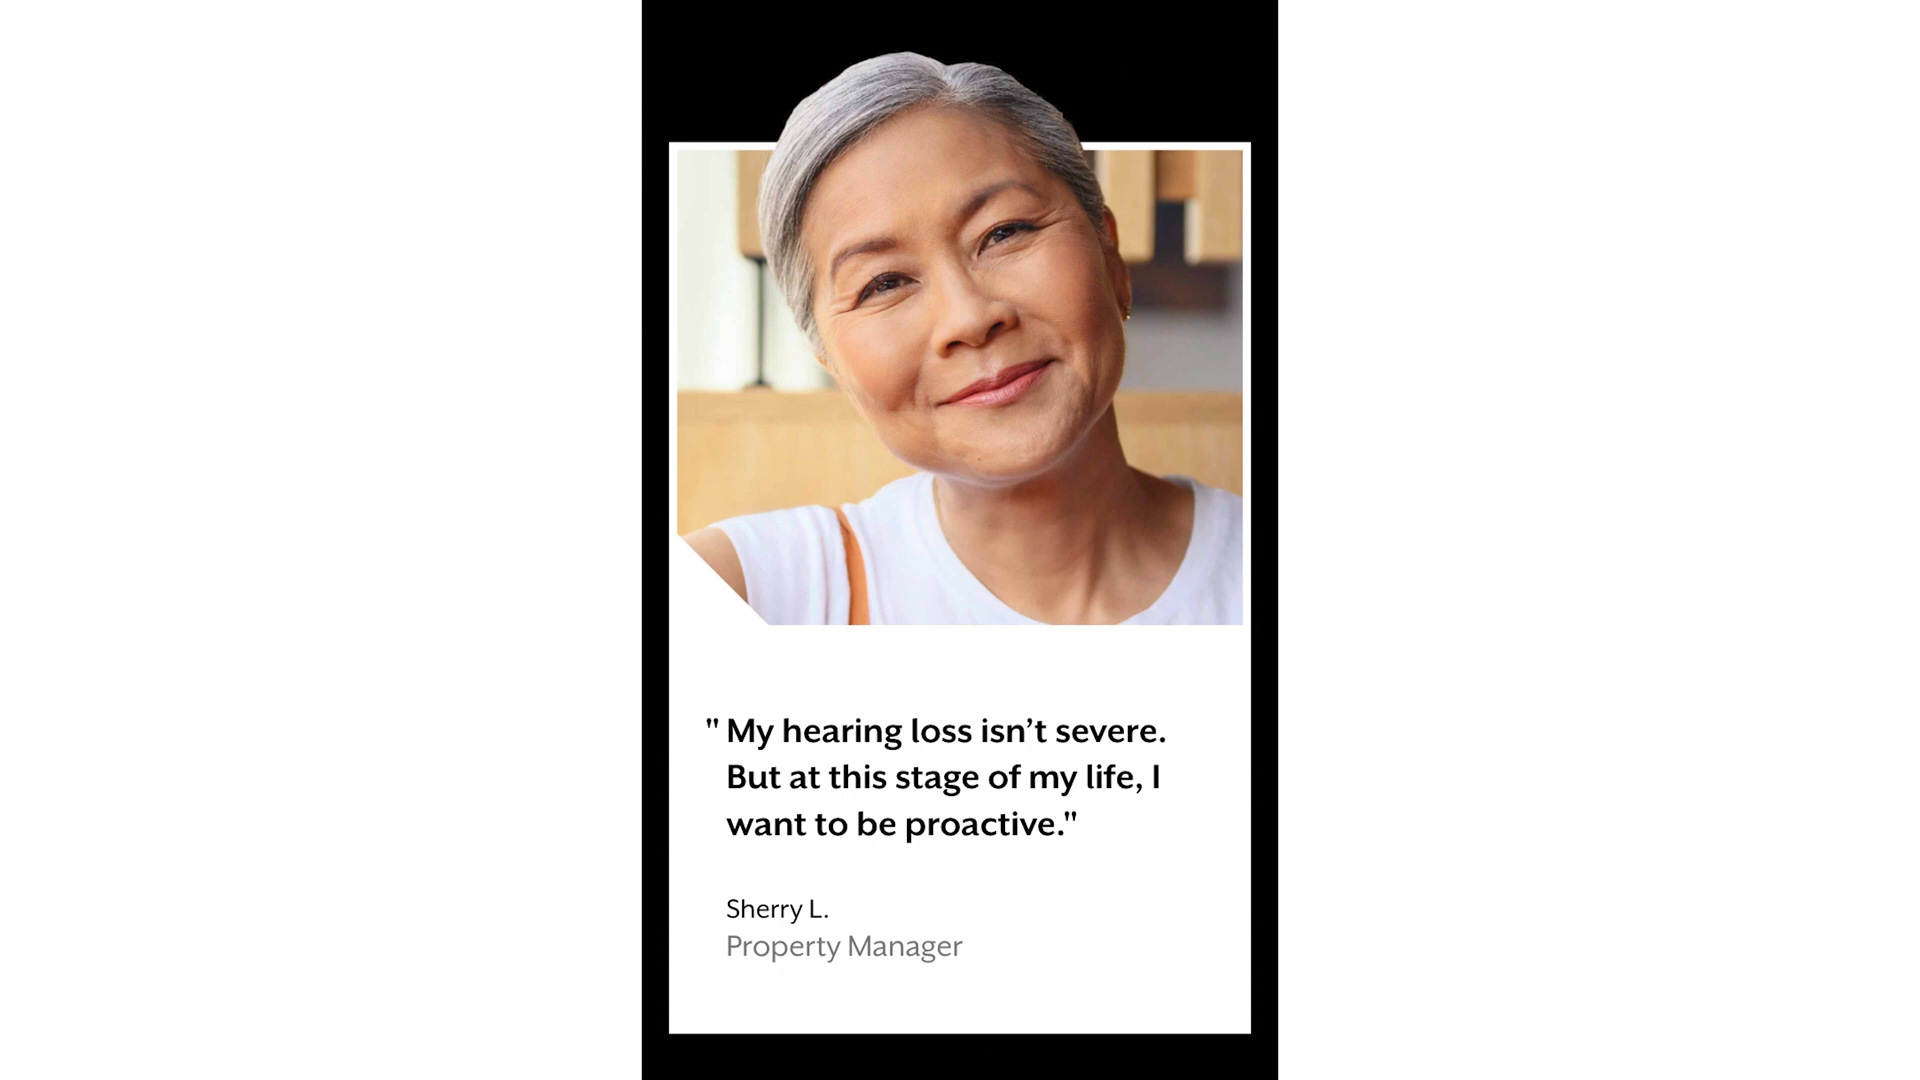 " My hearing loss isn’t severe.
But at this stage of my life, I
want to be proactive."
Sherry L.
Property Manager